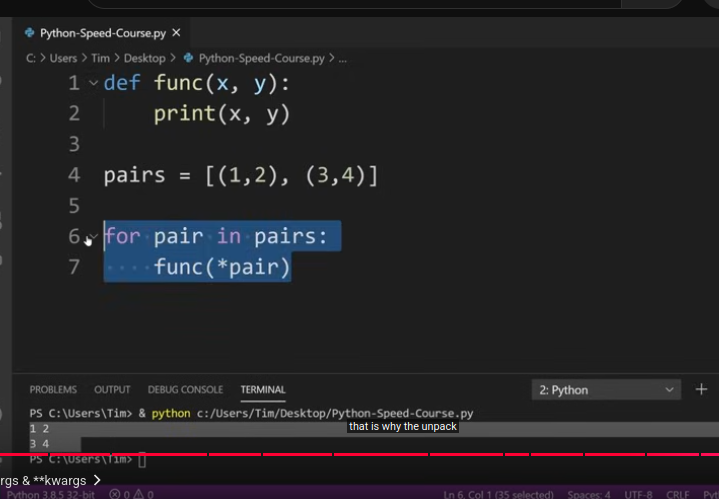 Python-Speed-Course.py ×
C: > Users > Tim > Desktop > Python-Speed-Course.py > ...
1 def func(x, y):
2 print(x, y)
3
4 pairs = [(1,2), (3,4)]
5
6 for pair in pairs:
7 func(*pair)
PROBLEMS OUTPUT DEBUG CONSOLE TERMINAL 2: Python
PS C:\Users\Tim> & python c:/Users/Tim/Desktop/Python-Speed-Course.py
that is why the unpack
1 2
3 4
PS C:\Users\Tim>
rgs & **kwargs
Python 3.8.5 32-bit 0 0 Ln 6, Col 1 (35 selected) Spaces: 4 UTF-8 CRLF Pyt